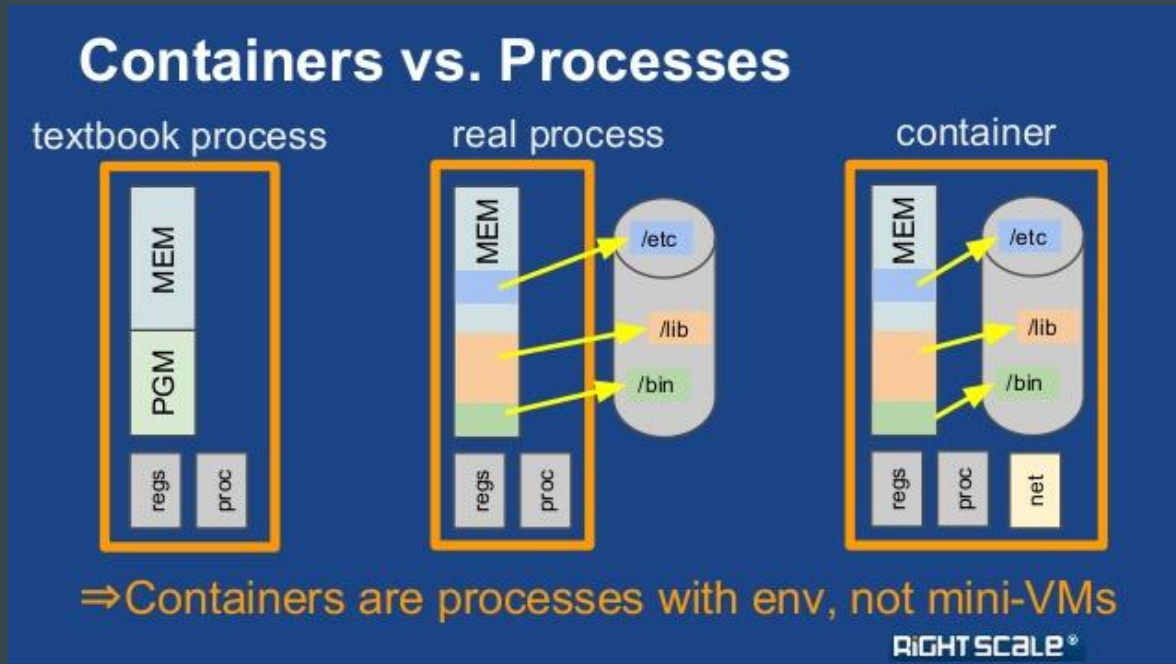 Containers vs. Processes
textbook process
real process
container
MEM
PGM
regs
proc
MEM
/etc
/lib
/bin
regs
proc
MEM
/etc
/lib
/bin
regs
proc
net
⇒Containers are processes with env, not mini-VMs
RIGHTSCALE®